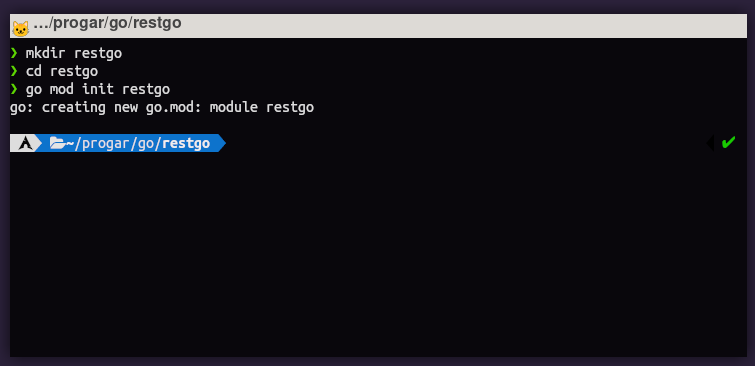 …/progar/go/restgo
❯ mkdir restgo
❯ cd restgo
❯ go mod init restgo
go: creating new go.mod: module restgo
~/progar/go/restgo ✔